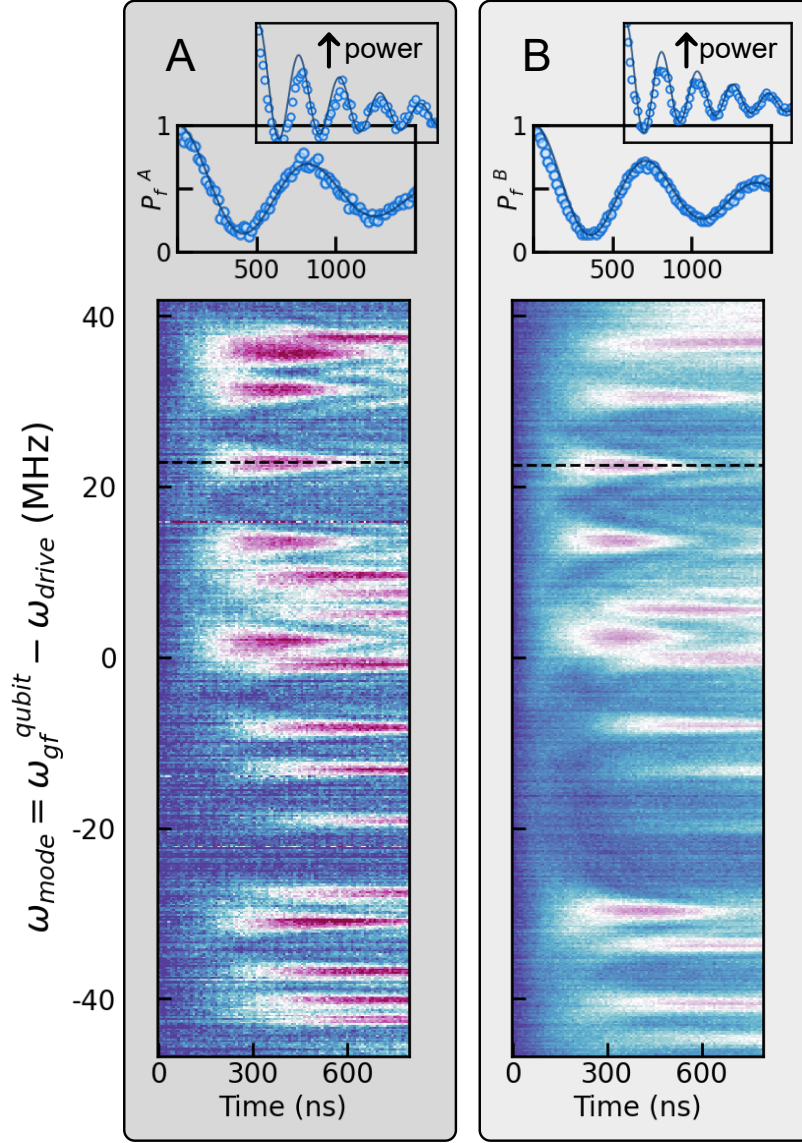 A
power
1
P_f^A
0
500 1000
B
power
1
P_f^B
0
500 1000
ω_mode = ω_gf^qubit − ω_drive (MHz)
40
20
0
-20
-40
0 300 600
Time (ns)
0 300 600
Time (ns)